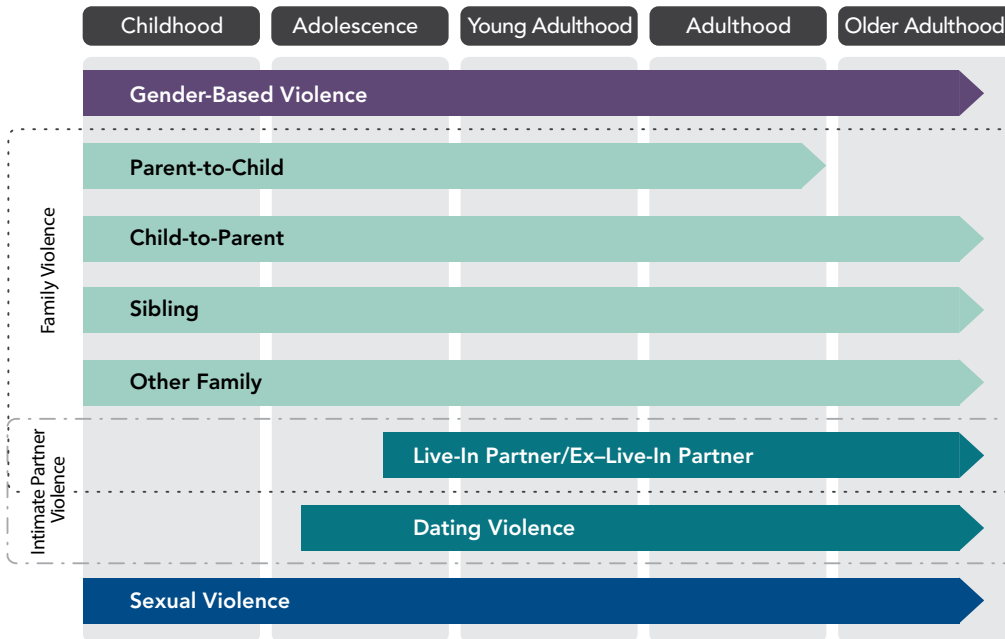 Childhood
Adolescence
Young Adulthood
Adulthood
Older Adulthood
Gender-Based Violence
Family Violence
Parent-to-Child
Child-to-Parent
Sibling
Other Family
Intimate Partner
Violence
Live-In Partner/Ex–Live-In Partner
Dating Violence
Sexual Violence